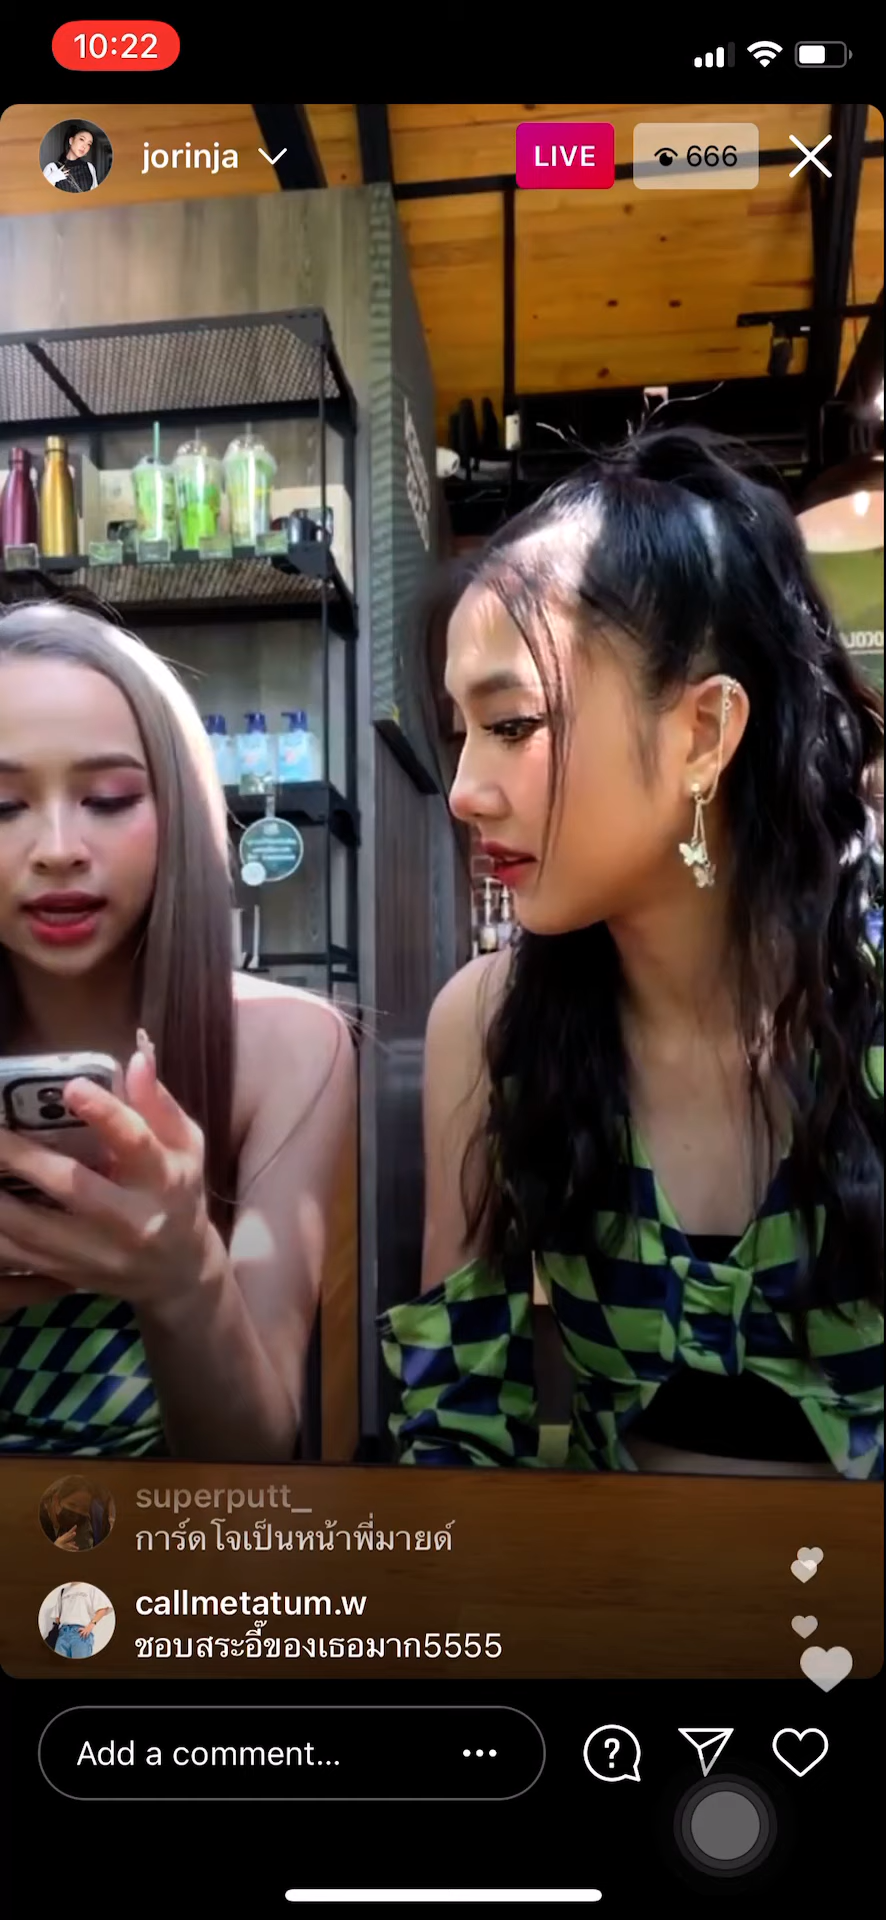 10:22
jorinja
LIVE
666
superputt_
การ์ด โจเป็นหน้าพี่มายด์
callmetatum.w
ชอบสระอี๊ของเธอมาก5555
Add a comment...